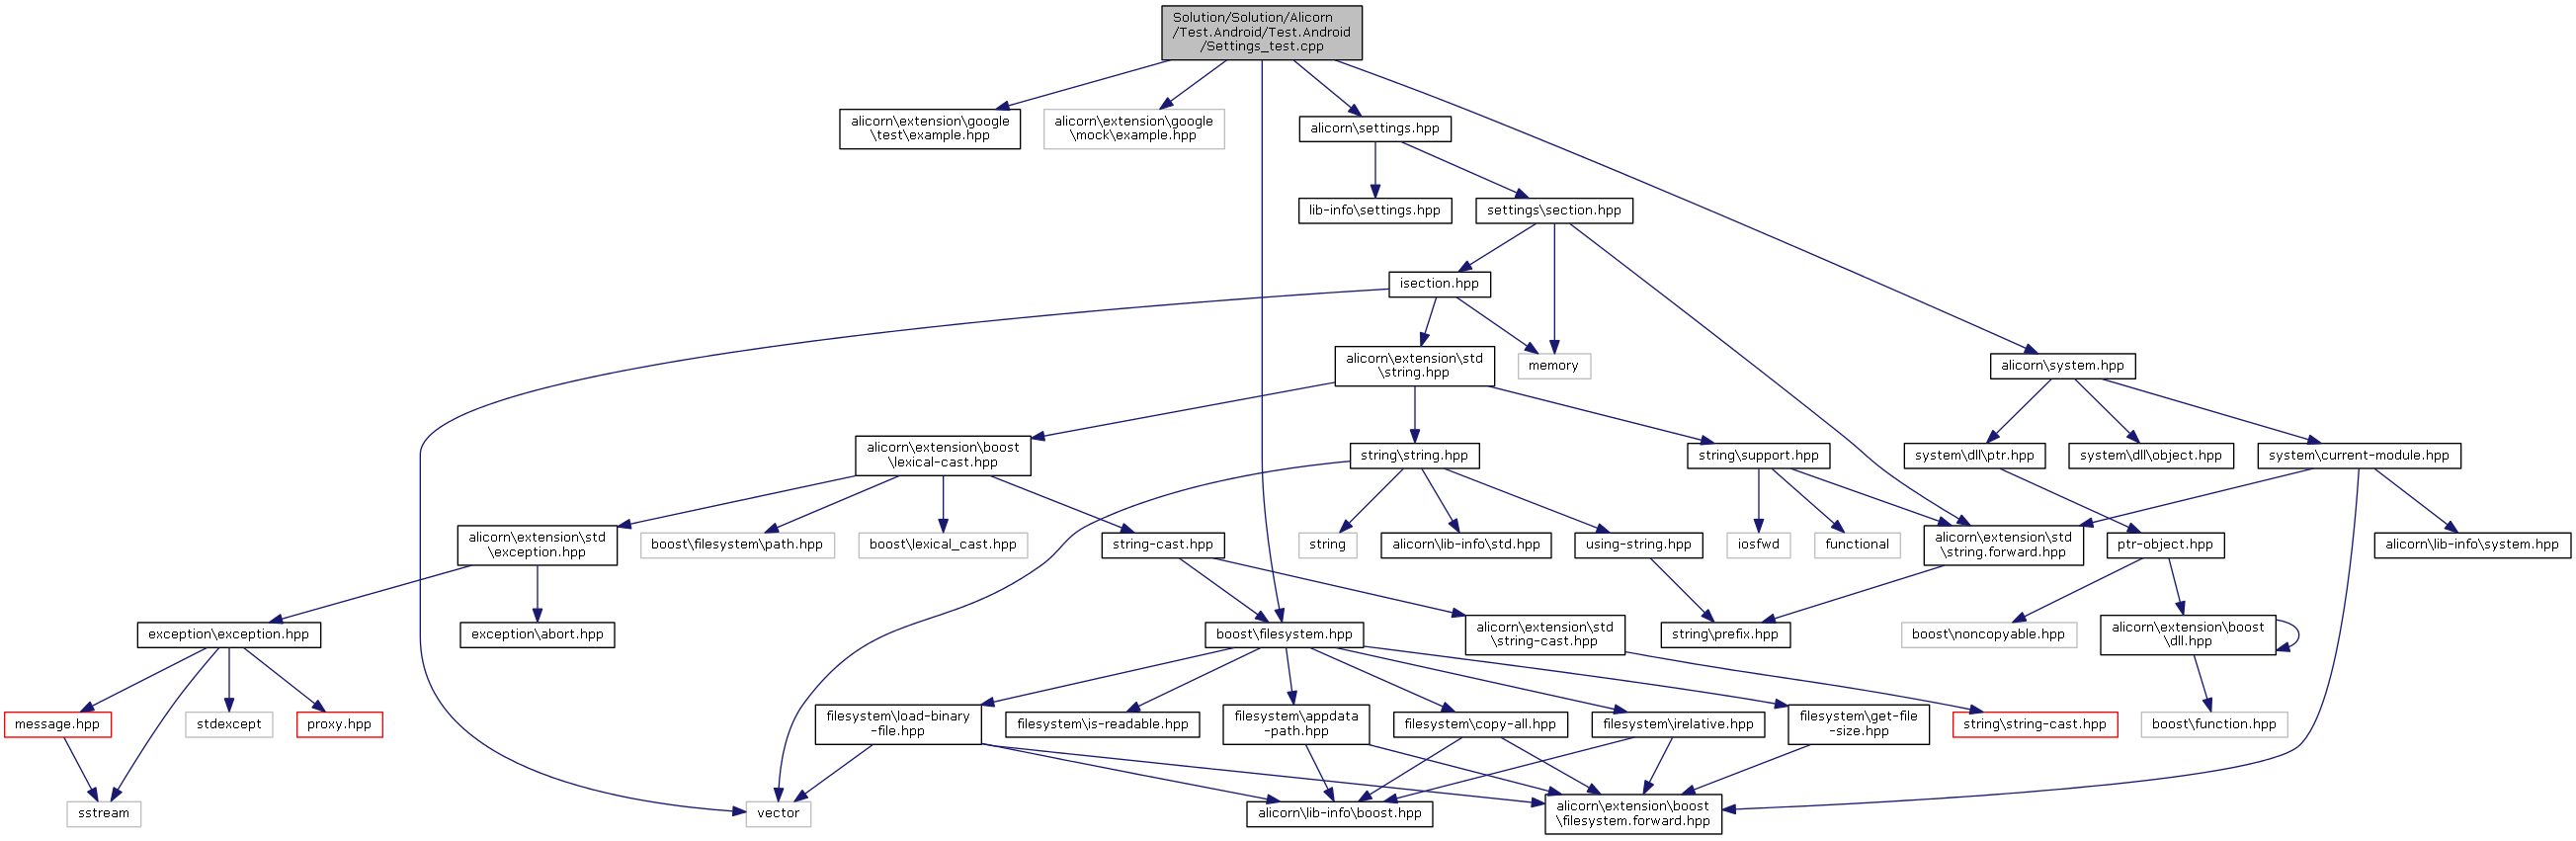 Solution/Solution/Alicorn
/Test.Android/Test.Android
/Settings_test.cpp
alicorn\extension\google
\test\example.hpp
alicorn\extension\google
\mock\example.hpp
alicorn\settings.hpp
lib-info\settings.hpp
settings\section.hpp
isection.hpp
alicorn\extension\std
\string.hpp
memory
alicorn\system.hpp
alicorn\extension\boost
\lexical-cast.hpp
string\string.hpp
string\support.hpp
system\dll\ptr.hpp
system\dll\object.hpp
system\current-module.hpp
alicorn\extension\std
\exception.hpp
boost\filesystem\path.hpp
boost\lexical_cast.hpp
string-cast.hpp
string
alicorn\lib-info\std.hpp
using-string.hpp
iosfwd
functional
alicorn\extension\std
\string.forward.hpp
ptr-object.hpp
alicorn\lib-info\system.hpp
exception\exception.hpp
exception\abort.hpp
boost\filesystem.hpp
alicorn\extension\std
\string-cast.hpp
string\prefix.hpp
boost\noncopyable.hpp
alicorn\extension\boost
\dll.hpp
message.hpp
stdexcept
proxy.hpp
filesystem\load-binary
-file.hpp
filesystem\is-readable.hpp
filesystem\appdata
-path.hpp
filesystem\copy-all.hpp
filesystem\irelative.hpp
filesystem\get-file
-size.hpp
string\string-cast.hpp
boost\function.hpp
sstream
vector
alicorn\lib-info\boost.hpp
alicorn\extension\boost
\filesystem.forward.hpp